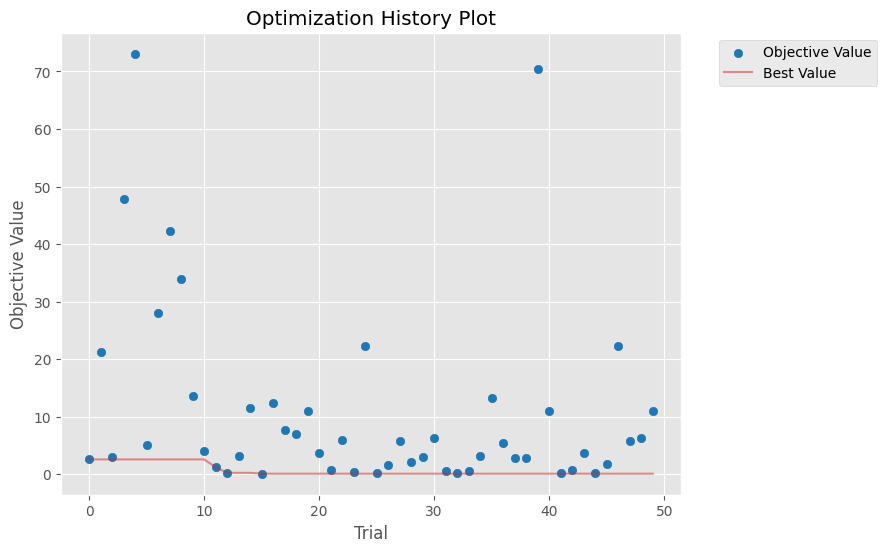 Optimization History Plot
Objective Value
Best Value
Objective Value
70
60
50
40
30
20
10
0
0 10 20 30 40 50
Trial